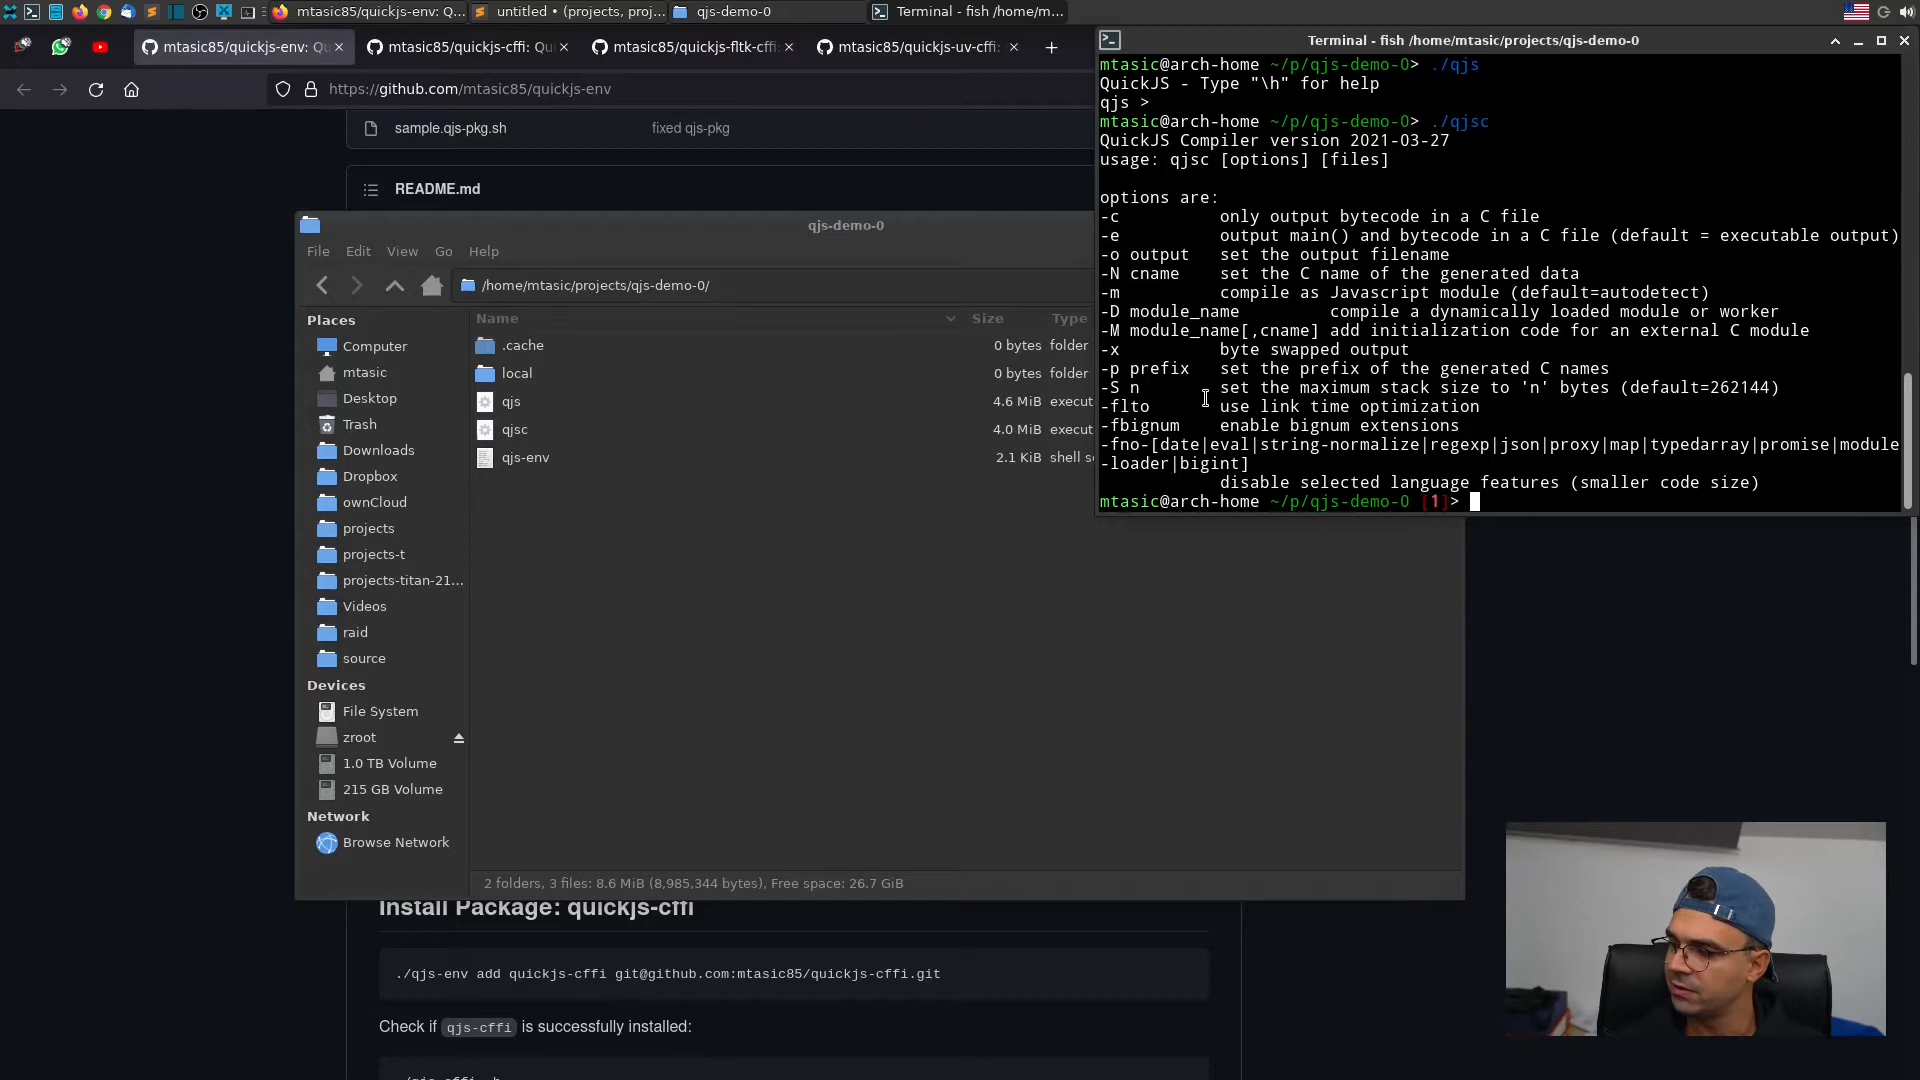 mtasic85/quickjs-env: Q...
untitled • (projects, proj...
qjs-demo-0
Terminal - fish /home/m...
mtasic85/quickjs-env: Qu
mtasic85/quickjs-cffi: Qu
mtasic85/quickjs-fltk-cffi:
mtasic85/quickjs-uv-cffi:
https://github.com/mtasic85/quickjs-env
sample.qjs-pkg.sh
fixed qjs-pkg
README.md
qjs-demo-0
File Edit View Go Help
/home/mtasic/projects/qjs-demo-0/
Places
Computer
mtasic
Desktop
Trash
Downloads
Dropbox
ownCloud
projects
projects-t
projects-titan-21...
Videos
raid
source
Devices
File System
zroot
1.0 TB Volume
215 GB Volume
Network
Browse Network
Name Size Type
.cache 0 bytes folder
local 0 bytes folder
qjs 4.6 MiB execut
qjsc 4.0 MiB execut
qjs-env 2.1 KiB shell sc
2 folders, 3 files: 8.6 MiB (8,985,344 bytes), Free space: 26.7 GiB
Terminal - fish /home/mtasic/projects/qjs-demo-0
mtasic@arch-home ~/p/qjs-demo-0> ./qjs
QuickJS - Type "\h" for help
qjs >
mtasic@arch-home ~/p/qjs-demo-0> ./qjsc
QuickJS Compiler version 2021-03-27
usage: qjsc [options] [files]
options are:
-c only output bytecode in a C file
-e output main() and bytecode in a C file (default = executable output)
-o output set the output filename
-N cname set the C name of the generated data
-m compile as Javascript module (default=autodetect)
-D module_name compile a dynamically loaded module or worker
-M module_name[,cname] add initialization code for an external C module
-x byte swapped output
-p prefix set the prefix of the generated C names
-S n set the maximum stack size to 'n' bytes (default=262144)
-flto use link time optimization
-fbignum enable bignum extensions
-fno-[date|eval|string-normalize|regexp|json|proxy|map|typedarray|promise|module
-loader|bigint]
disable selected language features (smaller code size)
mtasic@arch-home ~/p/qjs-demo-0 [1]>
Install Package: quickjs-cffi
./qjs-env add quickjs-cffi git@github.com:mtasic85/quickjs-cffi.git
Check if qjs-cffi is successfully installed: